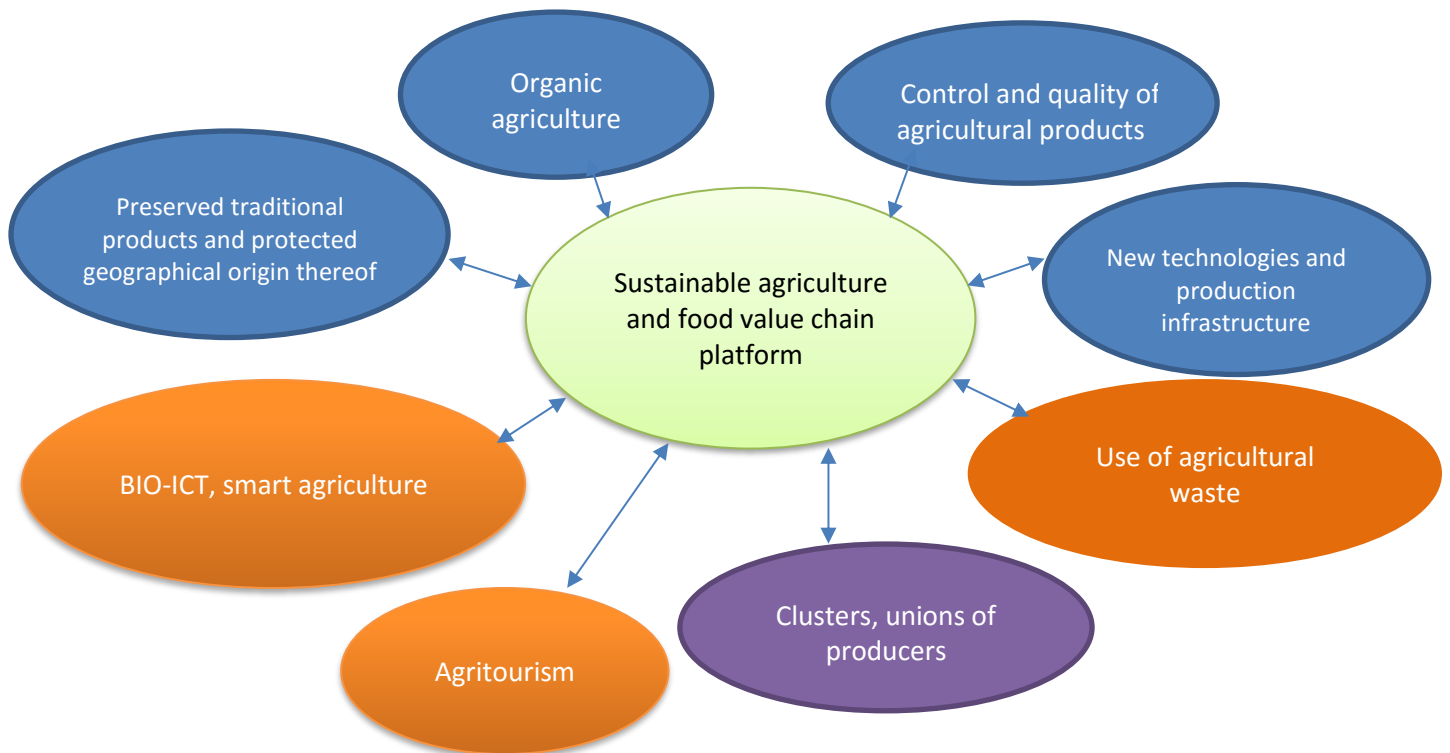 Organic
agriculture
Control and quality of
agricultural products
Preserved traditional
products and protected
geographical origin thereof
Sustainable agriculture
and food value chain
platform
New technologies and
production
infrastructure
BIO-ICT, smart agriculture
Use of agricultural
waste
Clusters, unions of
producers
Agritourism